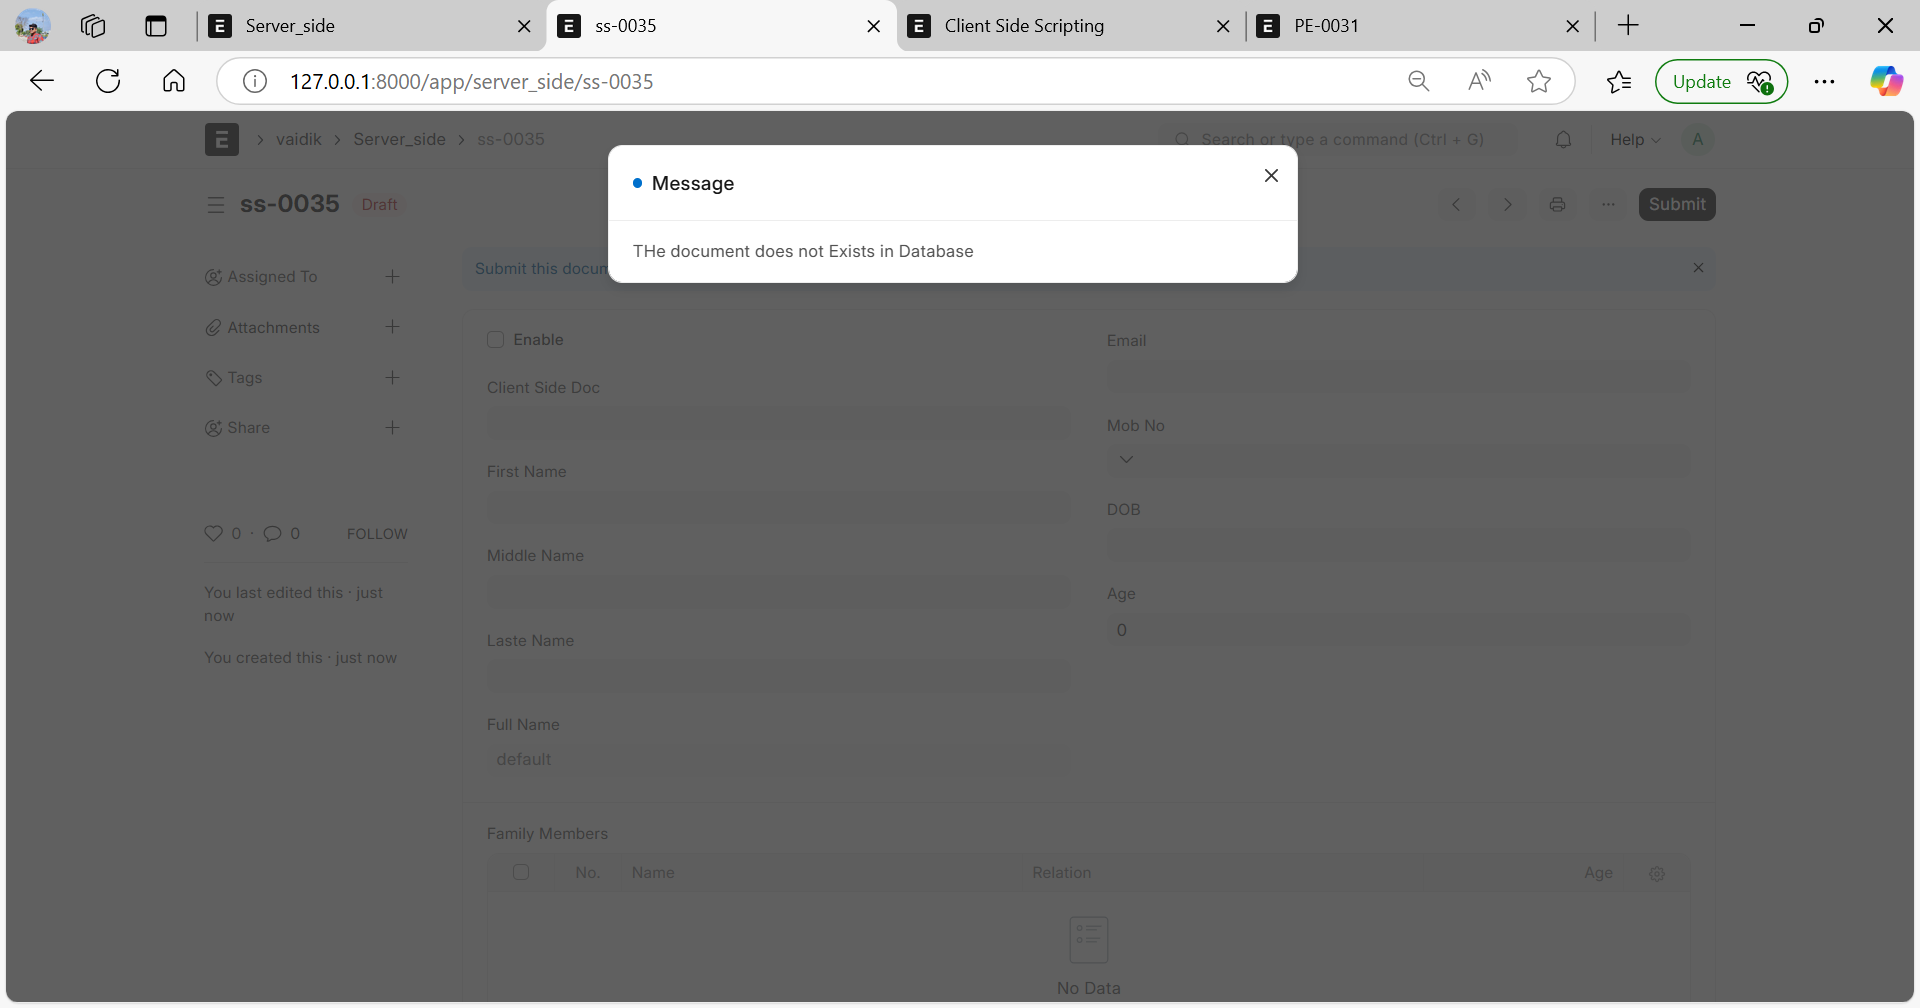 Server_side
ss-0035
Client Side Scripting
PE-0031
127.0.0.1:8000/app/server_side/ss-0035
Update
E > vaidik > Server_side > ss-0035
Search or type a command (Ctrl + G)
Help
A
ss-0035 Draft
Submit
Message
THe document does not Exists in Database
Submit this docum
Assigned To
Attachments
Tags
Share
0 · 0 FOLLOW
You last edited this · just
now
You created this · just now
Enable
Client Side Doc
First Name
Middle Name
Laste Name
Full Name
default
Email
Mob No
DOB
Age
0
Family Members
No. Name Relation Age
No Data